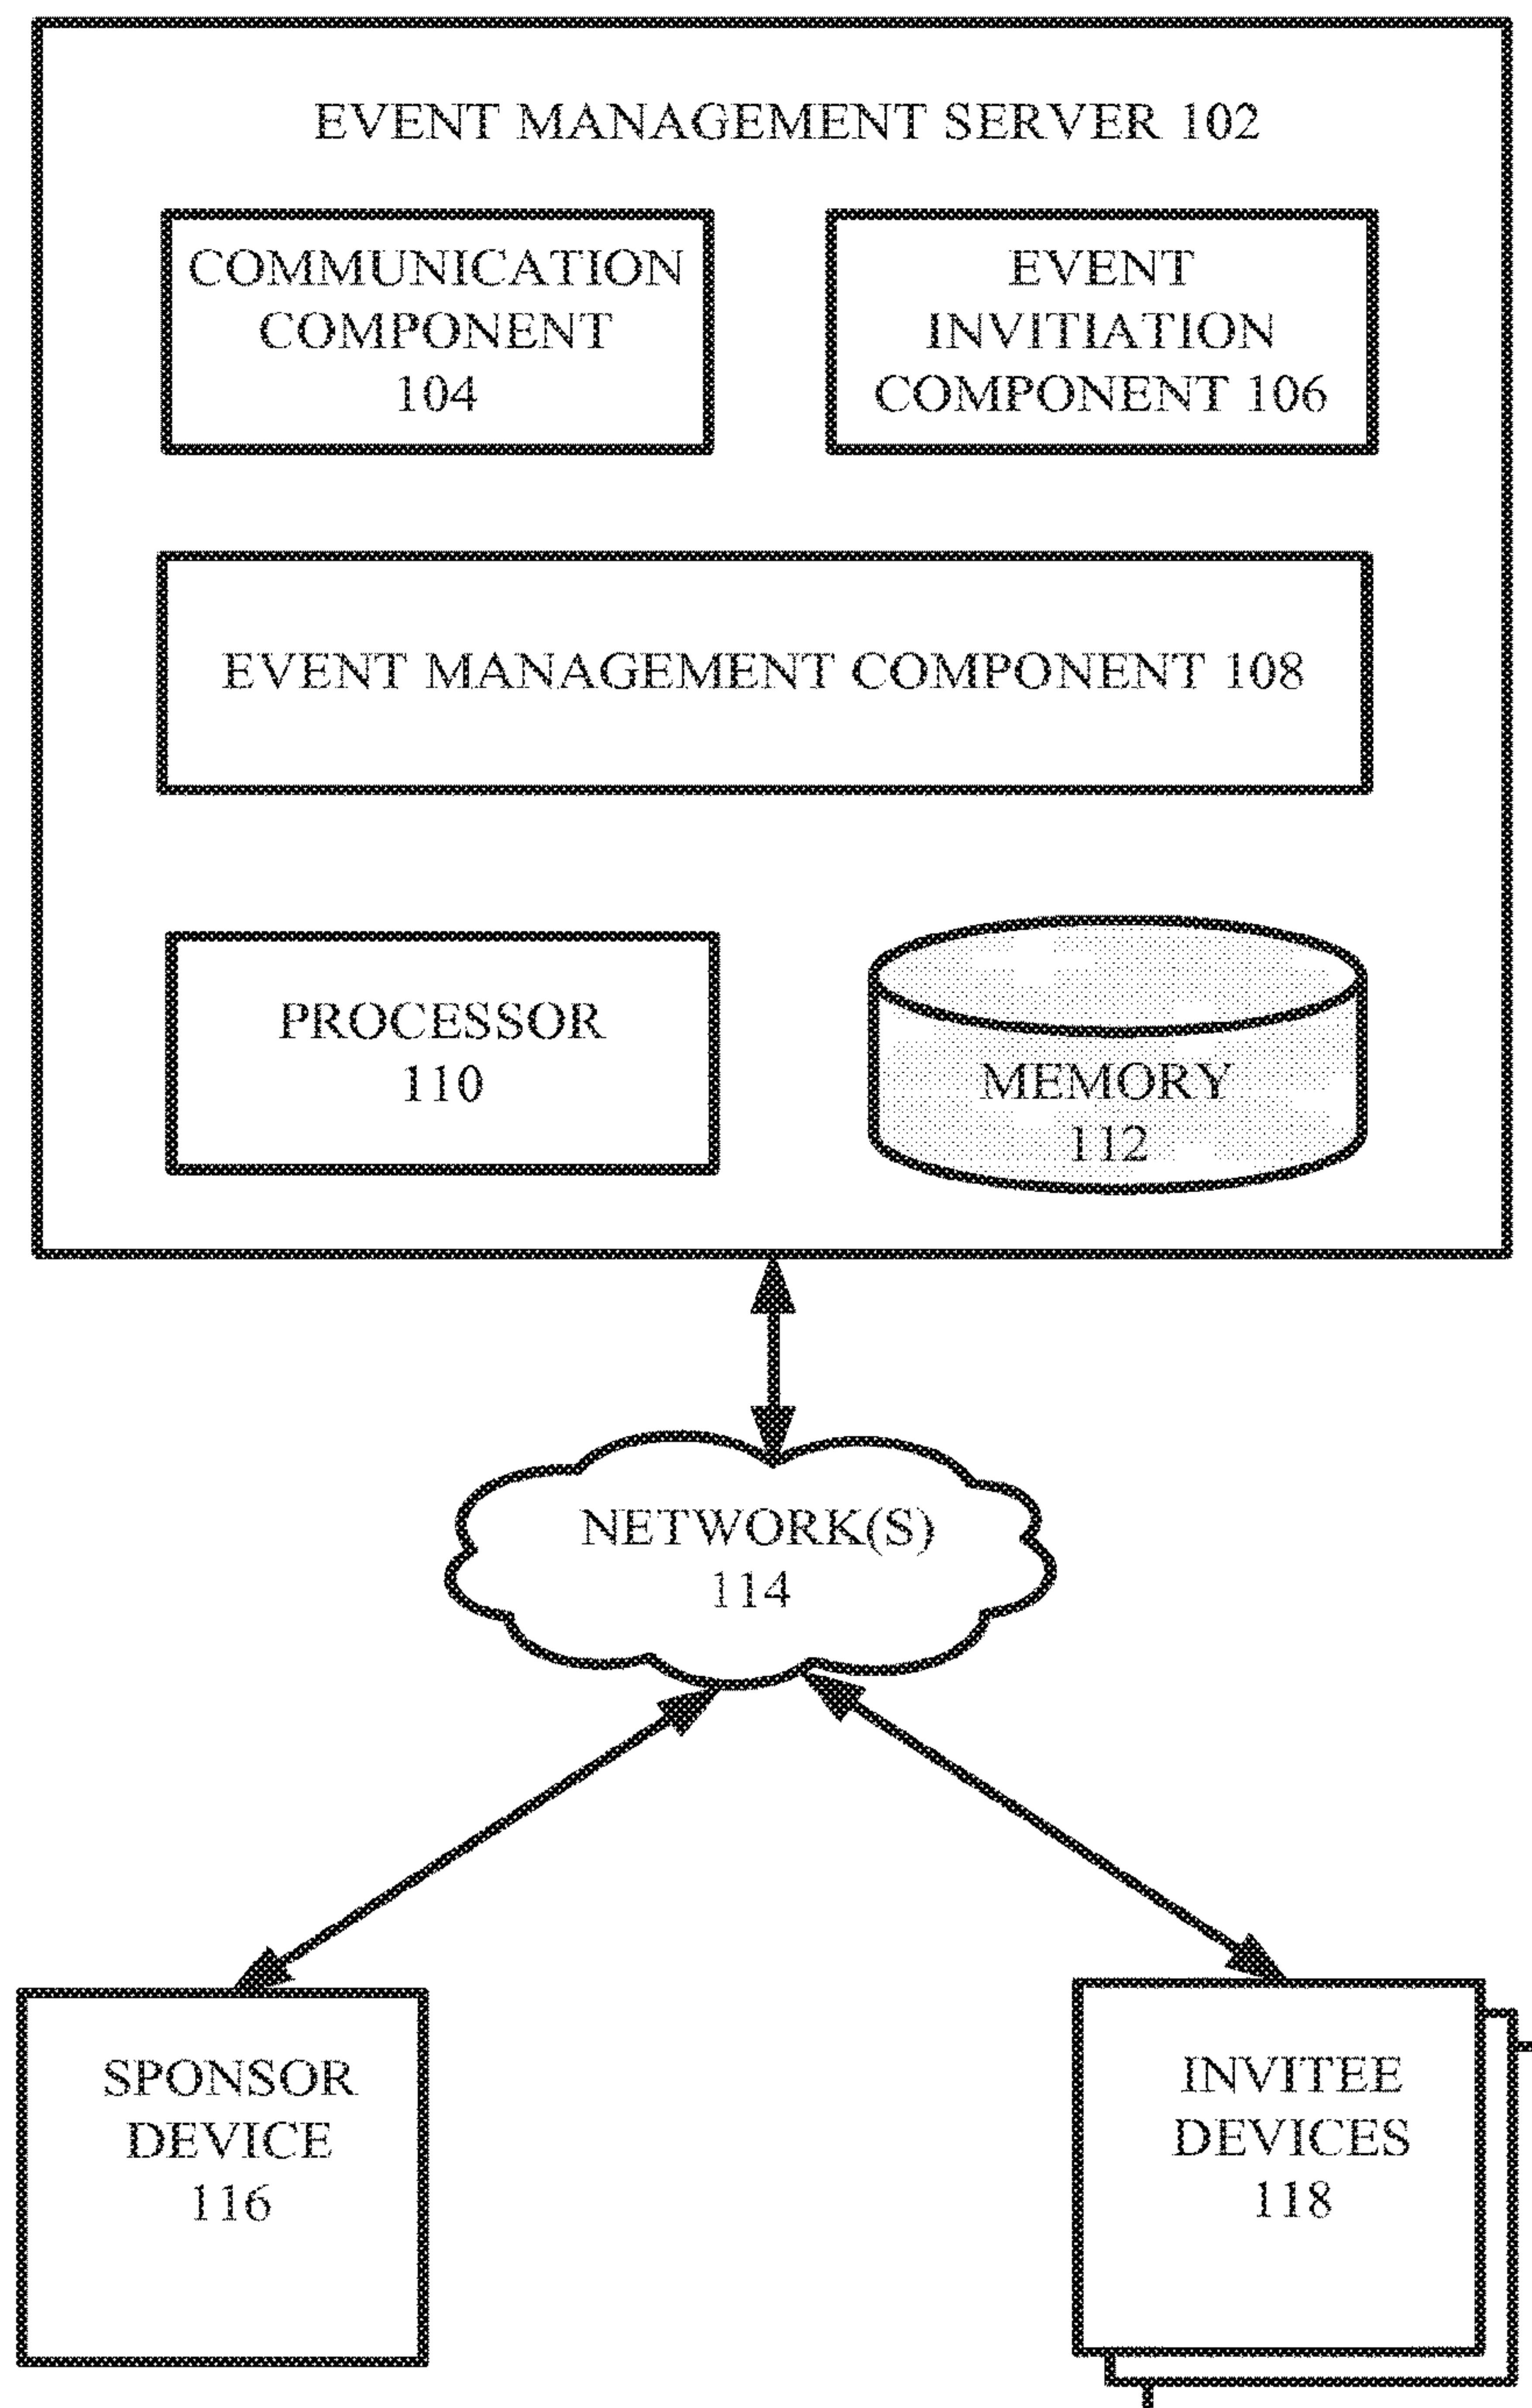 EVENT MANAGEMENT SERVER 102
COMMUNICATION
COMPONENT
104
EVENT
INVITIATION
COMPONENT 106
EVENT MANAGEMENT COMPONENT 108
PROCESSOR
110
MEMORY
112
NETWORK(S)
114
SPONSOR
DEVICE
116
INVITEE
DEVICES
118